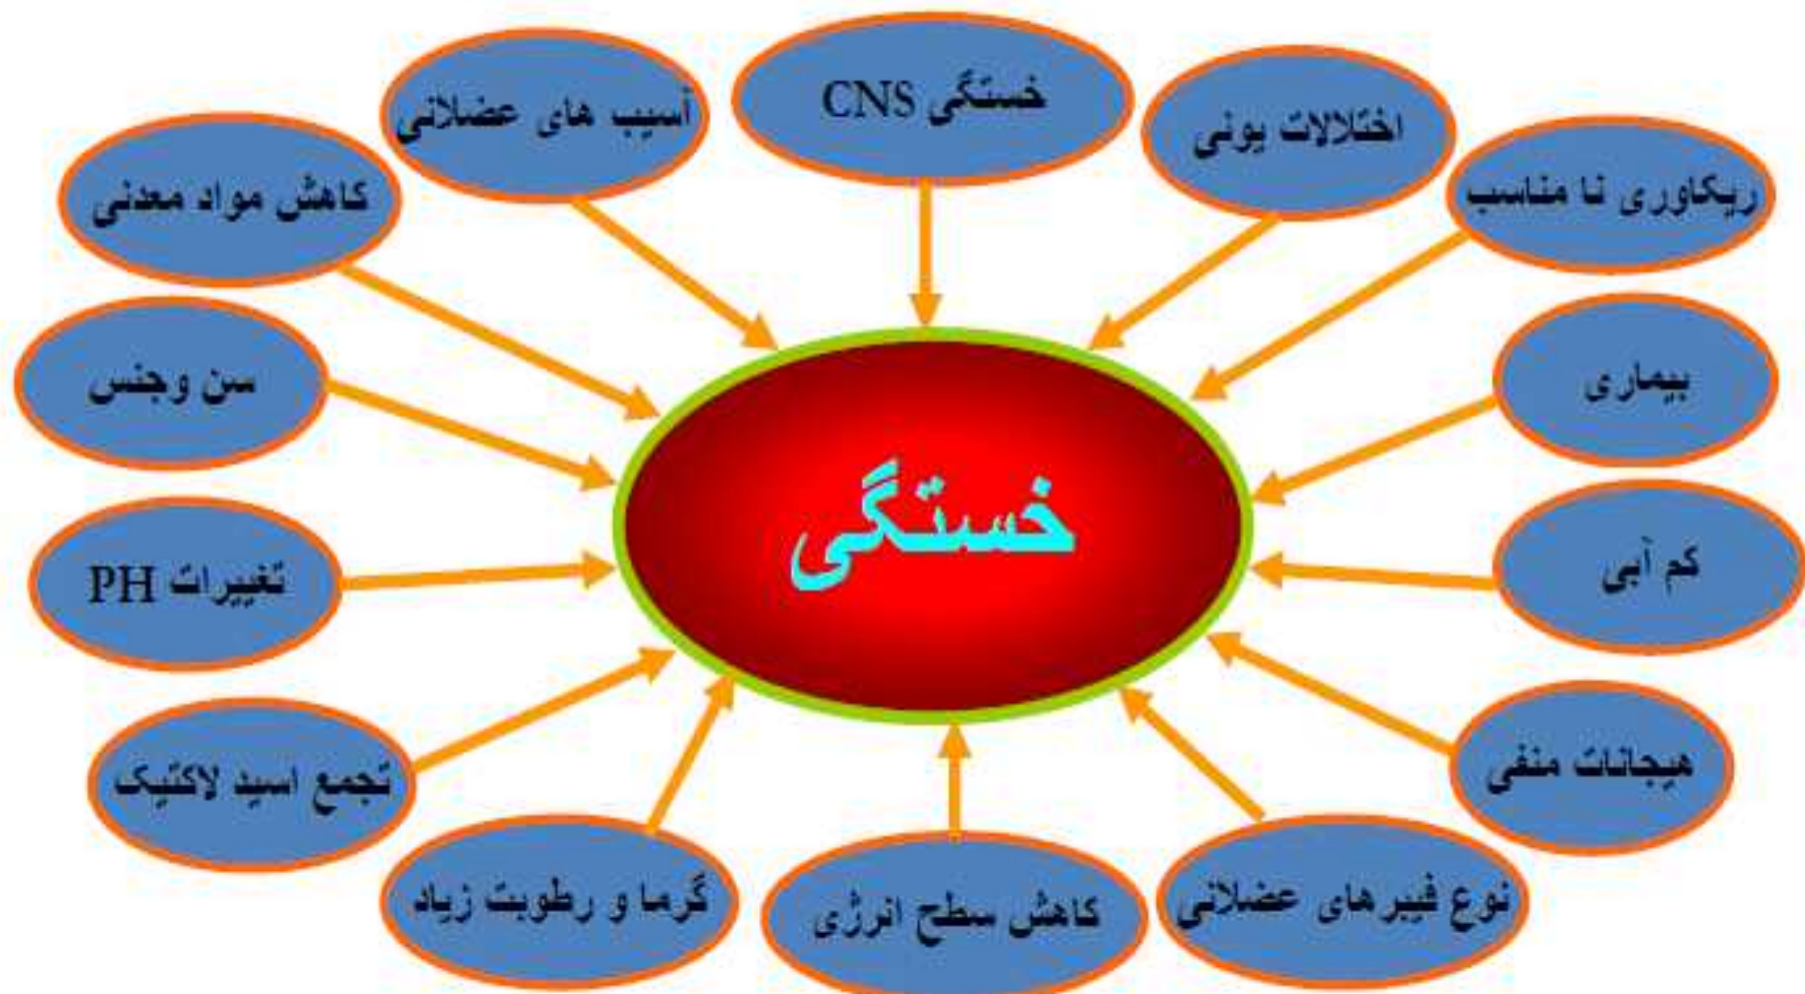 خستگی CNS
اختلالات یونی
ریکاوری نا مناسب
بیماری
کم آبی
هیجانات منفی
نوع فیبرهای عضلانی
کاهش سطح انرژی
گرما و رطوبت زیاد
تجمع اسید لاکتیک
تغییرات PH
سن وجنس
کاهش مواد معدنی
آسیب های عضلانی
خستگی